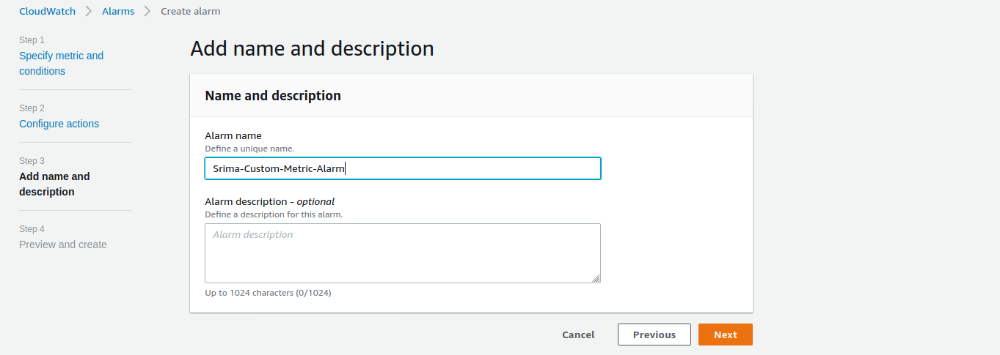 CloudWatch > Alarms > Create alarm
Step 1
Specify metric and
conditions
Step 2
Configure actions
Step 3
Add name and
description
Step 4
Preview and create
Add name and description
Name and description
Alarm name
Define a unique name.
Srima-Custom-Metric-Alarm
Alarm description - optional
Define a description for this alarm.
Alarm description
Up to 1024 characters (0/1024)
Cancel Previous Next